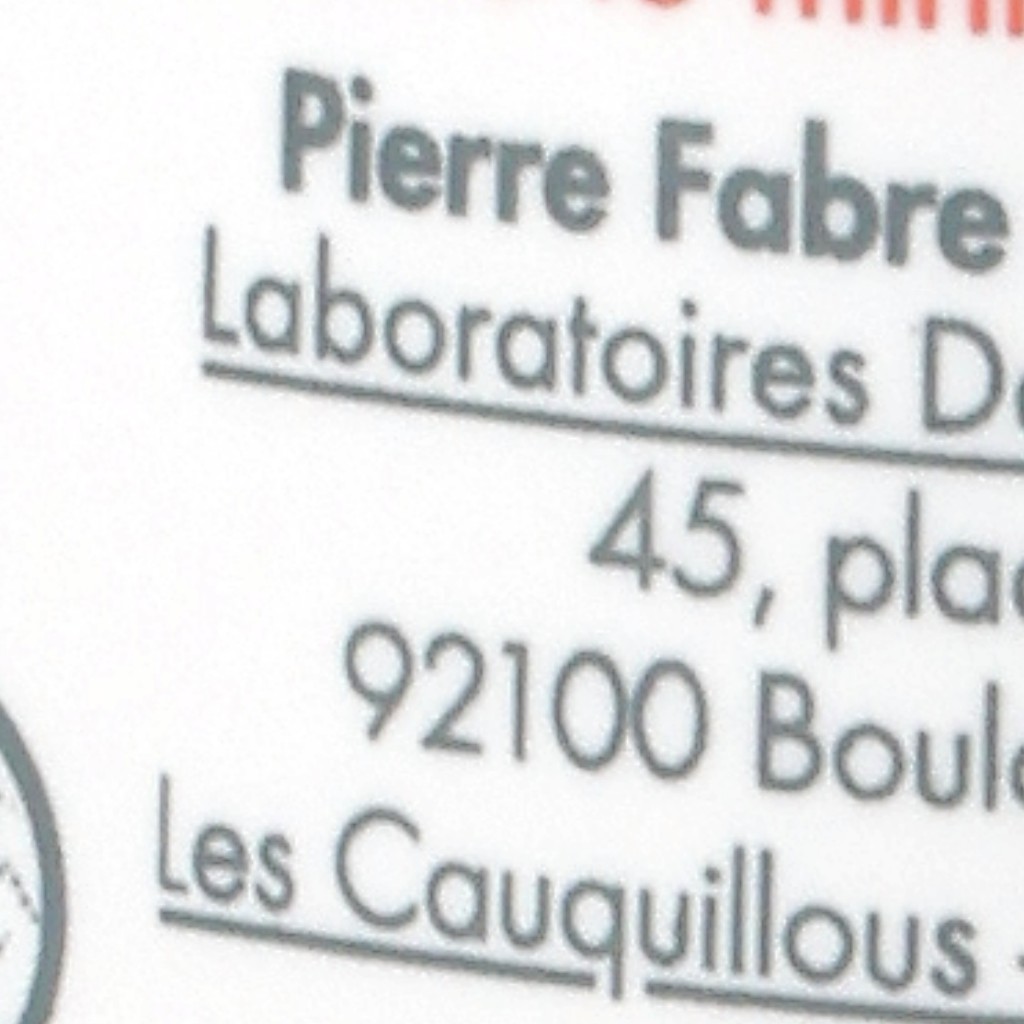 Pierre Fabre
Laboratoires
45,
92100
Les Cauquillous -